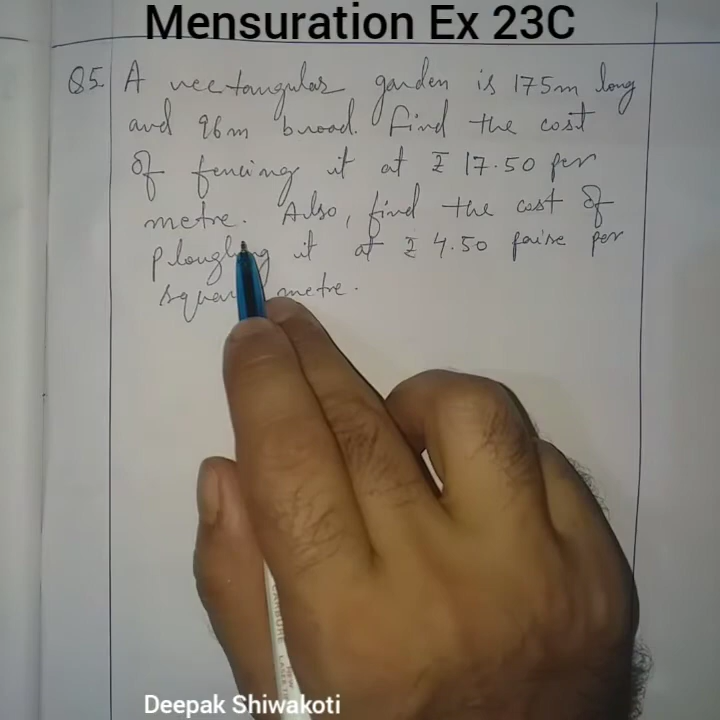 Mensuration Ex 23C
Q5 A rectangular garden is 175m long
and 96m broad. Find the cost
of fencing it at ₹ 17.50 per
metre. Also, find the cost of
ploughing it at ₹ 4.50 paise per
square metre.
Deepak Shiwakoti